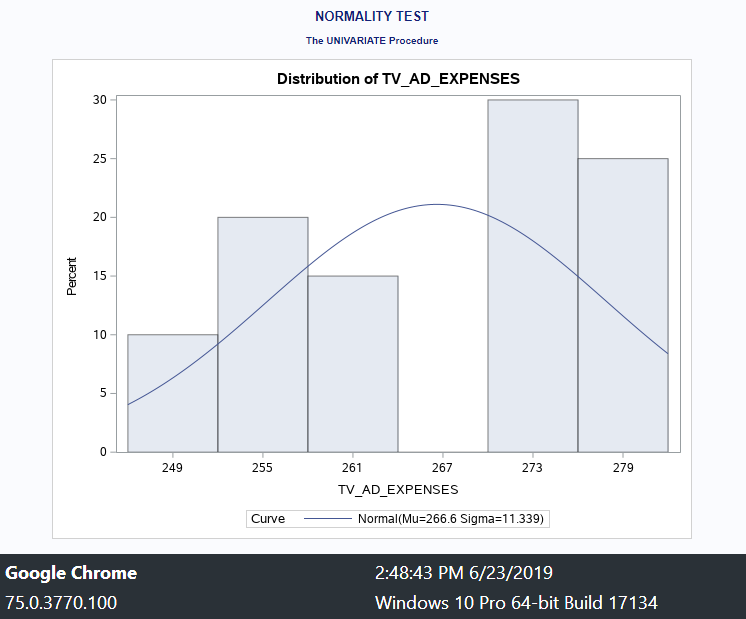 NORMALITY TEST
The UNIVARIATE Procedure
Distribution of TV_AD_EXPENSES
30
25
20
15
10
5
0
Percent
249 255 261 267 273 279
TV_AD_EXPENSES
Curve Normal(Mu=266.6 Sigma=11.339)
Google Chrome 2:48:43 PM 6/23/2019
75.0.3770.100 Windows 10 Pro 64-bit Build 17134